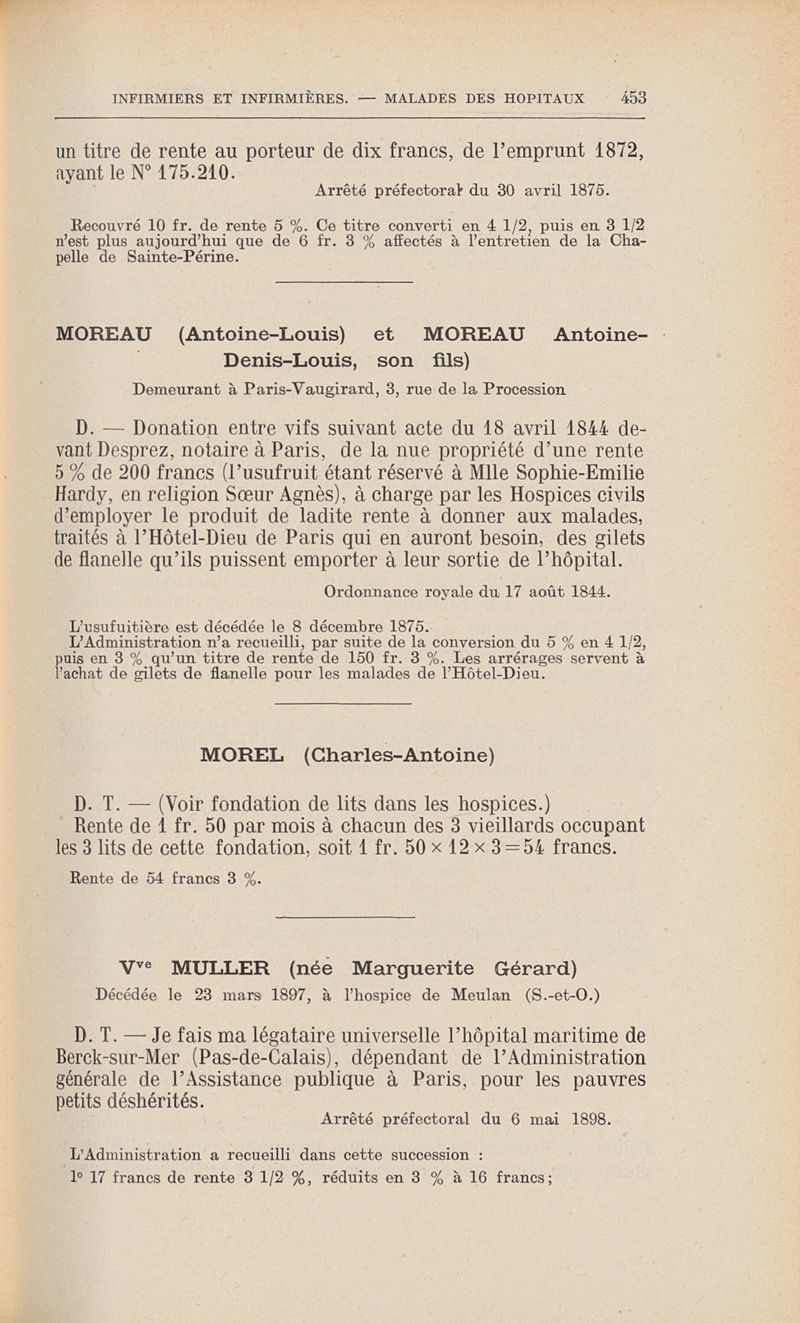 INFIRMIERS ET INFIRMIÈRES. — MALADES DES HOPITAUX 453
un titre de rente au porteur de dix francs, de l'emprunt 1872,
ayant le N° 175.210.
Arrêté préfectoral du 30 avril 1875.
Recouvré 10 fr. de rente 5 %. Ce titre converti en 4 1/2, puis en 3 1/2
n'est plus aujourd'hui que de 6 fr. 3 % affectés à l'entretien de la Cha-
pelle de Sainte-Périne.
MOREAU (Antoine-Louis) et MOREAU Antoine-
Denis-Louis, son fils)
Demeurant à Paris-Vaugirard, 3, rue de la Procession
D. — Donation entre vifs suivant acte du 18 avril 1844 de-
vant Desprez, notaire à Paris, de la nue propriété d'une rente
5 % de 200 francs (l'usufruit étant réservé à Mlle Sophie-Emilie
Hardy, en religion Sœur Agnès), à charge par les Hospices civils
d'employer le produit de ladite rente à donner aux malades,
traités à l'Hôtel-Dieu de Paris qui en auront besoin, des gilets
de flanelle qu'ils puissent emporter à leur sortie de l'hôpital.
Ordonnance royale du 17 août 1844.
L'usufuitière est décédée le 8 décembre 1875.
L'Administration n'a recueilli, par suite de la conversion du 5 % en 4 1/2,
puis en 3 % qu'un titre de rente de 150 fr. 3 %. Les arrérages servent à
l'achat de gilets de flanelle pour les malades de l'Hôtel-Dieu.
MOREL (Charles-Antoine)
D. T. — (Voir fondation de lits dans les hospices.)
Rente de 1 fr. 50 par mois à chacun des 3 vieillards occupant
les 3 lits de cette fondation, soit 1 fr. 50 × 12 × 3 = 54 francs.
Rente de 54 francs 3 %.
Vve MULLER (née Marguerite Gérard)
Décédée le 23 mars 1897, à l'hospice de Meulan (S.-et-O.)
D. T. — Je fais ma légataire universelle l'hôpital maritime de
Berck-sur-Mer (Pas-de-Calais), dépendant de l'Administration
générale de l'Assistance publique à Paris, pour les pauvres
petits déshérités.
Arrêté préfectoral du 6 mai 1898.
L'Administration a recueilli dans cette succession :
1° 17 francs de rente 3 1/2 %, réduits en 3 % à 16 francs;